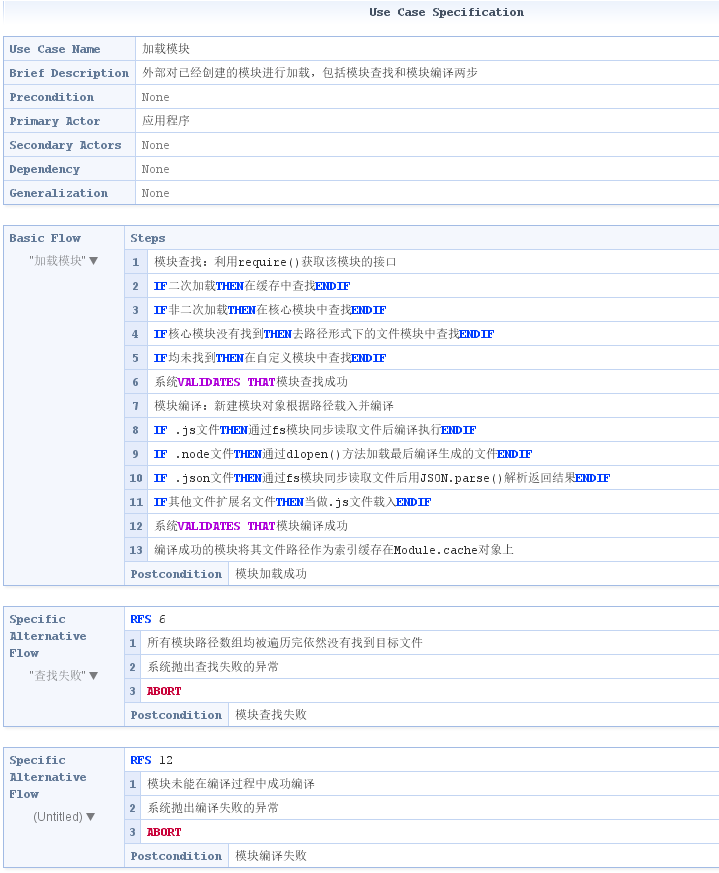 Use Case Specification
Use Case Name 加载模块
Brief Description 外部对已经创建的模块进行加载，包括模块查找和模块编译两步
Precondition None
Primary Actor 应用程序
Secondary Actors None
Dependency None
Generalization None
Basic Flow Steps
"加载模块" ▼
1 模块查找：利用require()获取该模块的接口
2 IF二次加载THEN在缓存中查找ENDIF
3 IF非二次加载THEN在核心模块中查找ENDIF
4 IF核心模块没有找到THEN去路径形式下的文件模块中查找ENDIF
5 IF均未找到THEN在自定义模块中查找ENDIF
6 系统VALIDATES THAT模块查找成功
7 模块编译：新建模块对象根据路径载入并编译
8 IF .js文件THEN通过fs模块同步读取文件后编译执行ENDIF
9 IF .node文件THEN通过dlopen()方法加载最后编译生成的文件ENDIF
10 IF .json文件THEN通过fs模块同步读取文件后用JSON.parse()解析返回结果ENDIF
11 IF其他文件扩展名文件THEN当做.js文件载入ENDIF
12 系统VALIDATES THAT模块编译成功
13 编译成功的模块将其文件路径作为索引缓存在Module.cache对象上
Postcondition 模块加载成功
Specific Alternative Flow
"查找失败" ▼
RFS 6
1 所有模块路径数组均被遍历完依然没有找到目标文件
2 系统抛出查找失败的异常
3 ABORT
Postcondition 模块查找失败
Specific Alternative Flow
(Untitled) ▼
RFS 12
1 模块未能在编译过程中成功编译
2 系统抛出编译失败的异常
3 ABORT
Postcondition 模块编译失败